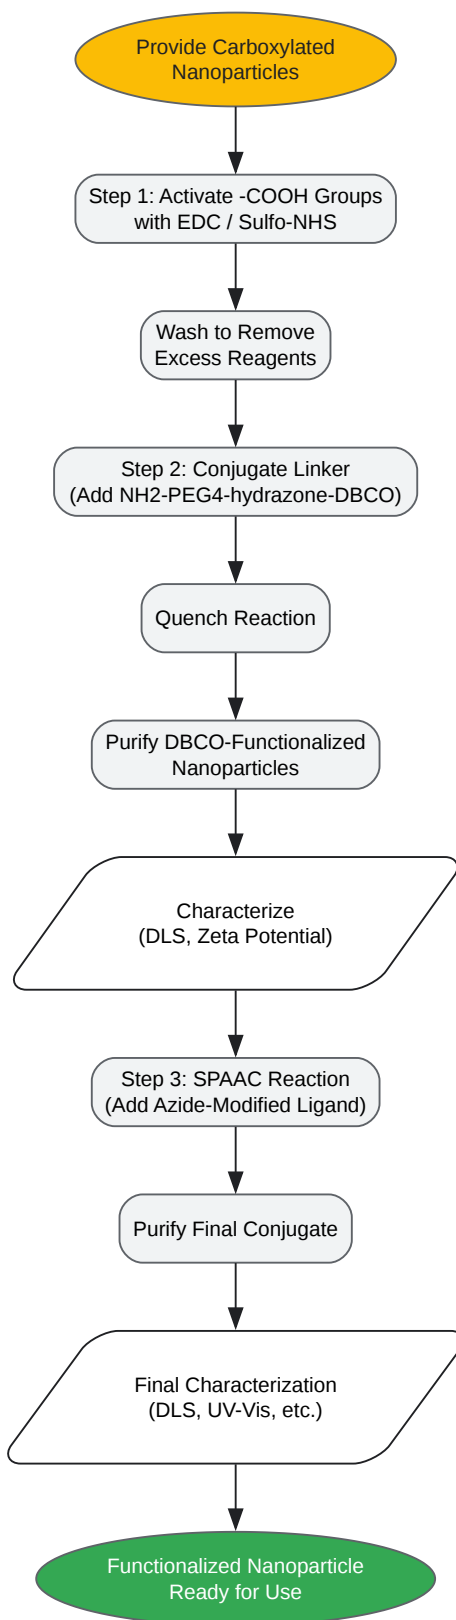 Provide Carboxylated
Nanoparticles
Step 1: Activate -COOH Groups
with EDC / Sulfo-NHS
Wash to Remove
Excess Reagents
Step 2: Conjugate Linker
(Add NH2-PEG4-hydrazone-DBCO)
Quench Reaction
Purify DBCO-Functionalized
Nanoparticles
Characterize
(DLS, Zeta Potential)
Step 3: SPAAC Reaction
(Add Azide-Modified Ligand)
Purify Final Conjugate
Final Characterization
(DLS, UV-Vis, etc.)
Functionalized Nanoparticle
Ready for Use